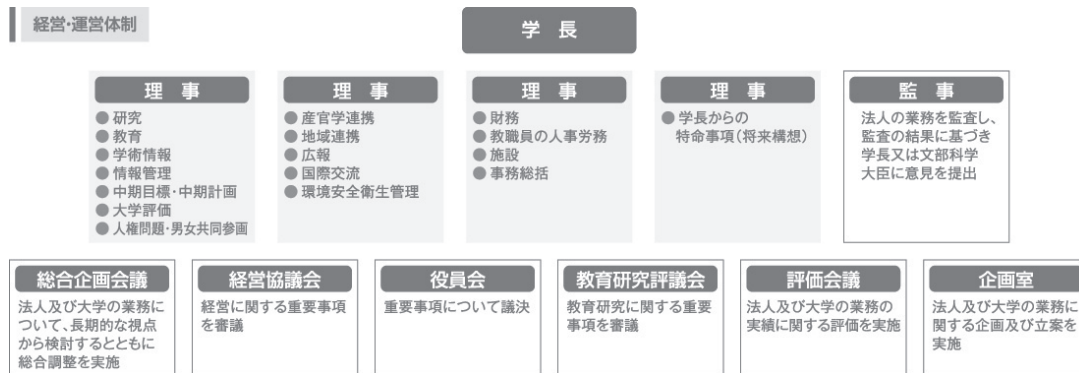 経営・運営体制
学長
理事
● 研究
● 教育
● 学術情報
● 情報管理
● 中期目標・中期計画
● 大学評価
● 人権問題・男女共同参画
理事
● 産官学連携
● 地域連携
● 広報
● 国際交流
● 環境安全衛生管理
理事
● 財務
● 教職員の人事労務
● 施設
● 事務総括
理事
● 学長からの
特命事項(将来構想)
監事
法人の業務を監査し、
監査の結果に基づき
学長又は文部科学
大臣に意見を提出
総合企画会議
法人及び大学の業務に
ついて、長期的な視点
から検討するとともに
総合調整を実施
経営協議会
経営に関する重要事項
を審議
役員会
重要事項について議決
教育研究評議会
教育研究に関する重要
事項を審議
評価会議
法人及び大学の業務の
実績に関する評価を実施
企画室
法人及び大学の業務に
関する企画及び立案を
実施